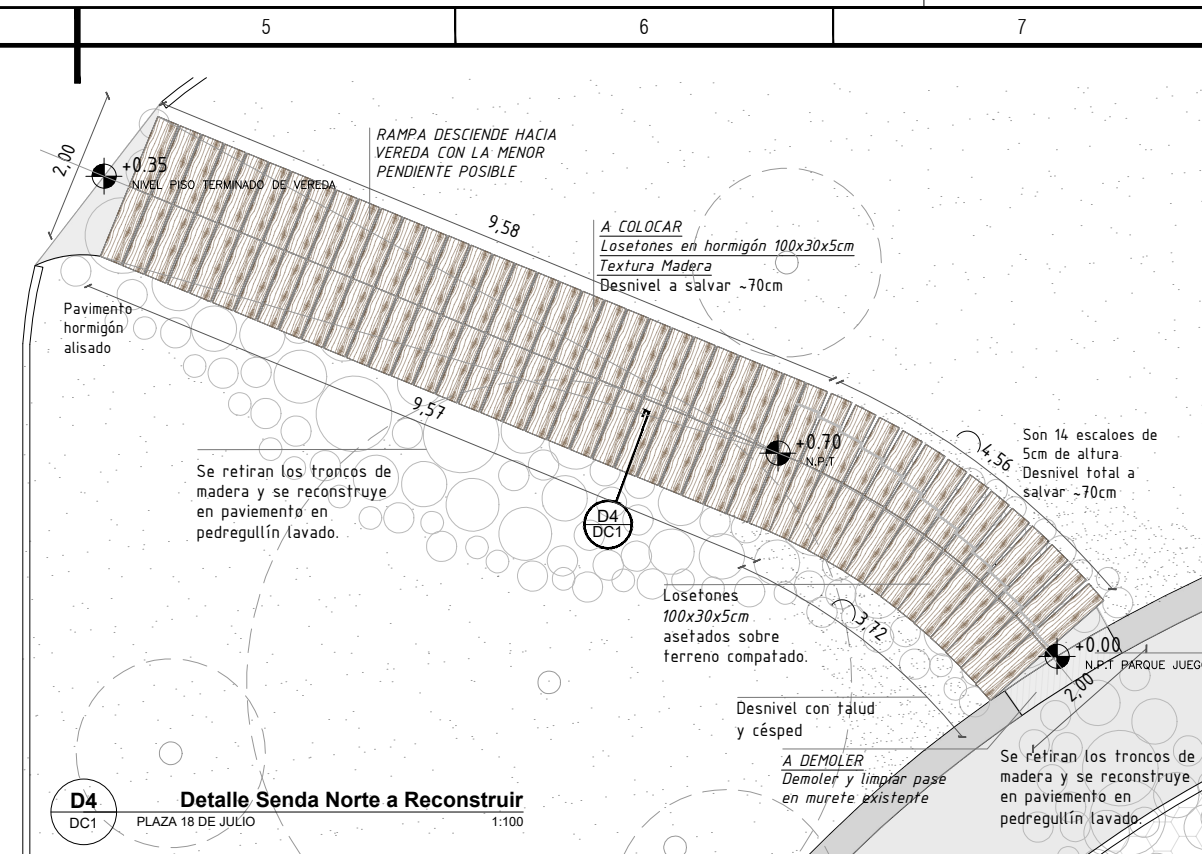 5
6
7
2,00
+0.35
NIVEL PISO TERMINADO DE VEREDA
RAMPA DESCIENDE HACIA
VEREDA CON LA MENOR
PENDIENTE POSIBLE
9,58
A COLOCAR
Losetones en hormigón 100x30x5cm
Textura Madera
Desnivel a salvar ~70cm
Pavimento
hormigón
alisado
9,57
Se retiran los troncos de
madera y se reconstruye
en paviemento en
pedregullín lavado.
+0.70
N.P.T
4,56
Son 14 escaloes de
5cm de altura
Desnivel total a
salvar ~70cm
D4
DC1
Losetones
100x30x5cm
asetados sobre
terreno compatado.
3,72
+0.00
N.P.T PARQUE JUEG
2,00
Desnivel con talud
y césped
A DEMOLER
Demoler y limpiar pase
en murete existente
Se retiran los troncos de
madera y se reconstruye
en paviemento en
pedregullín lavado.
D4
DC1
Detalle Senda Norte a Reconstruir
PLAZA 18 DE JULIO
1:100